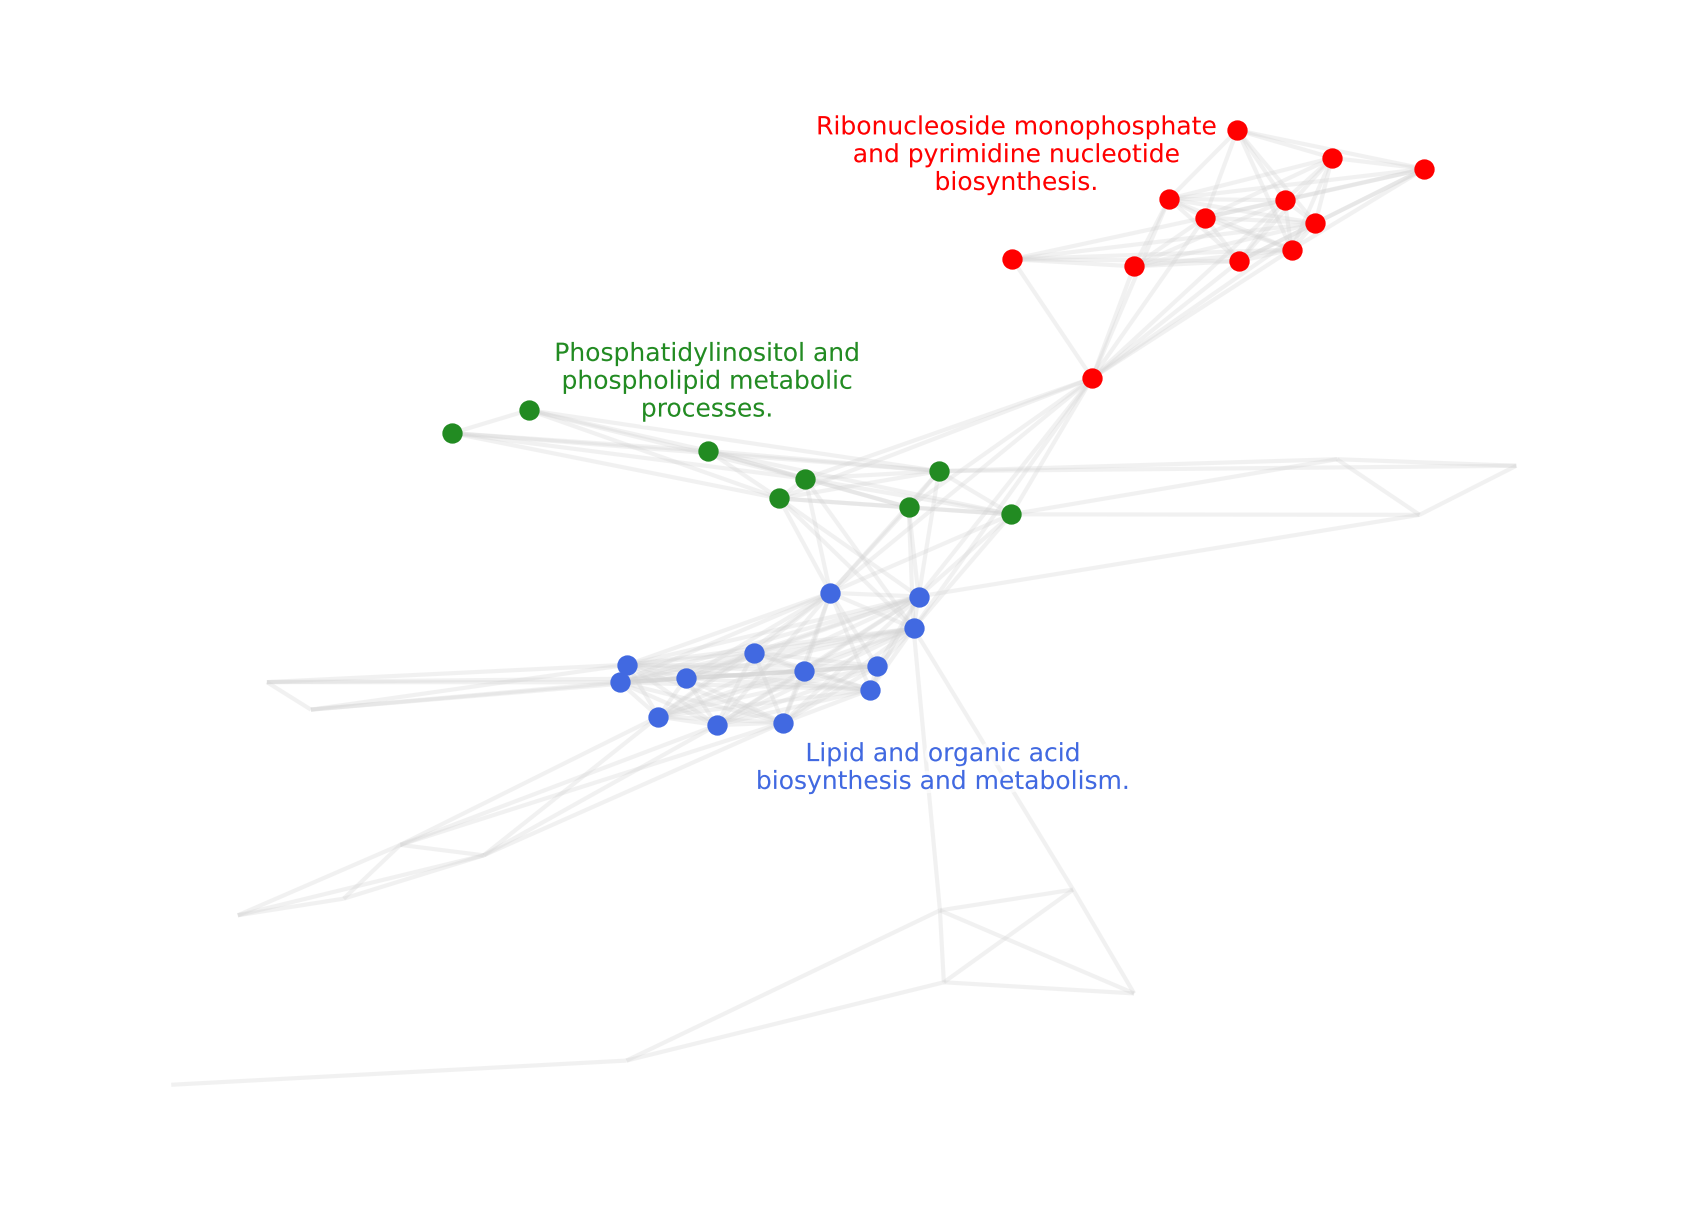 Ribonucleoside monophosphate
and pyrimidine nucleotide
biosynthesis.
Phosphatidylinositol and
phospholipid metabolic
processes.
Lipid and organic acid
biosynthesis and metabolism.